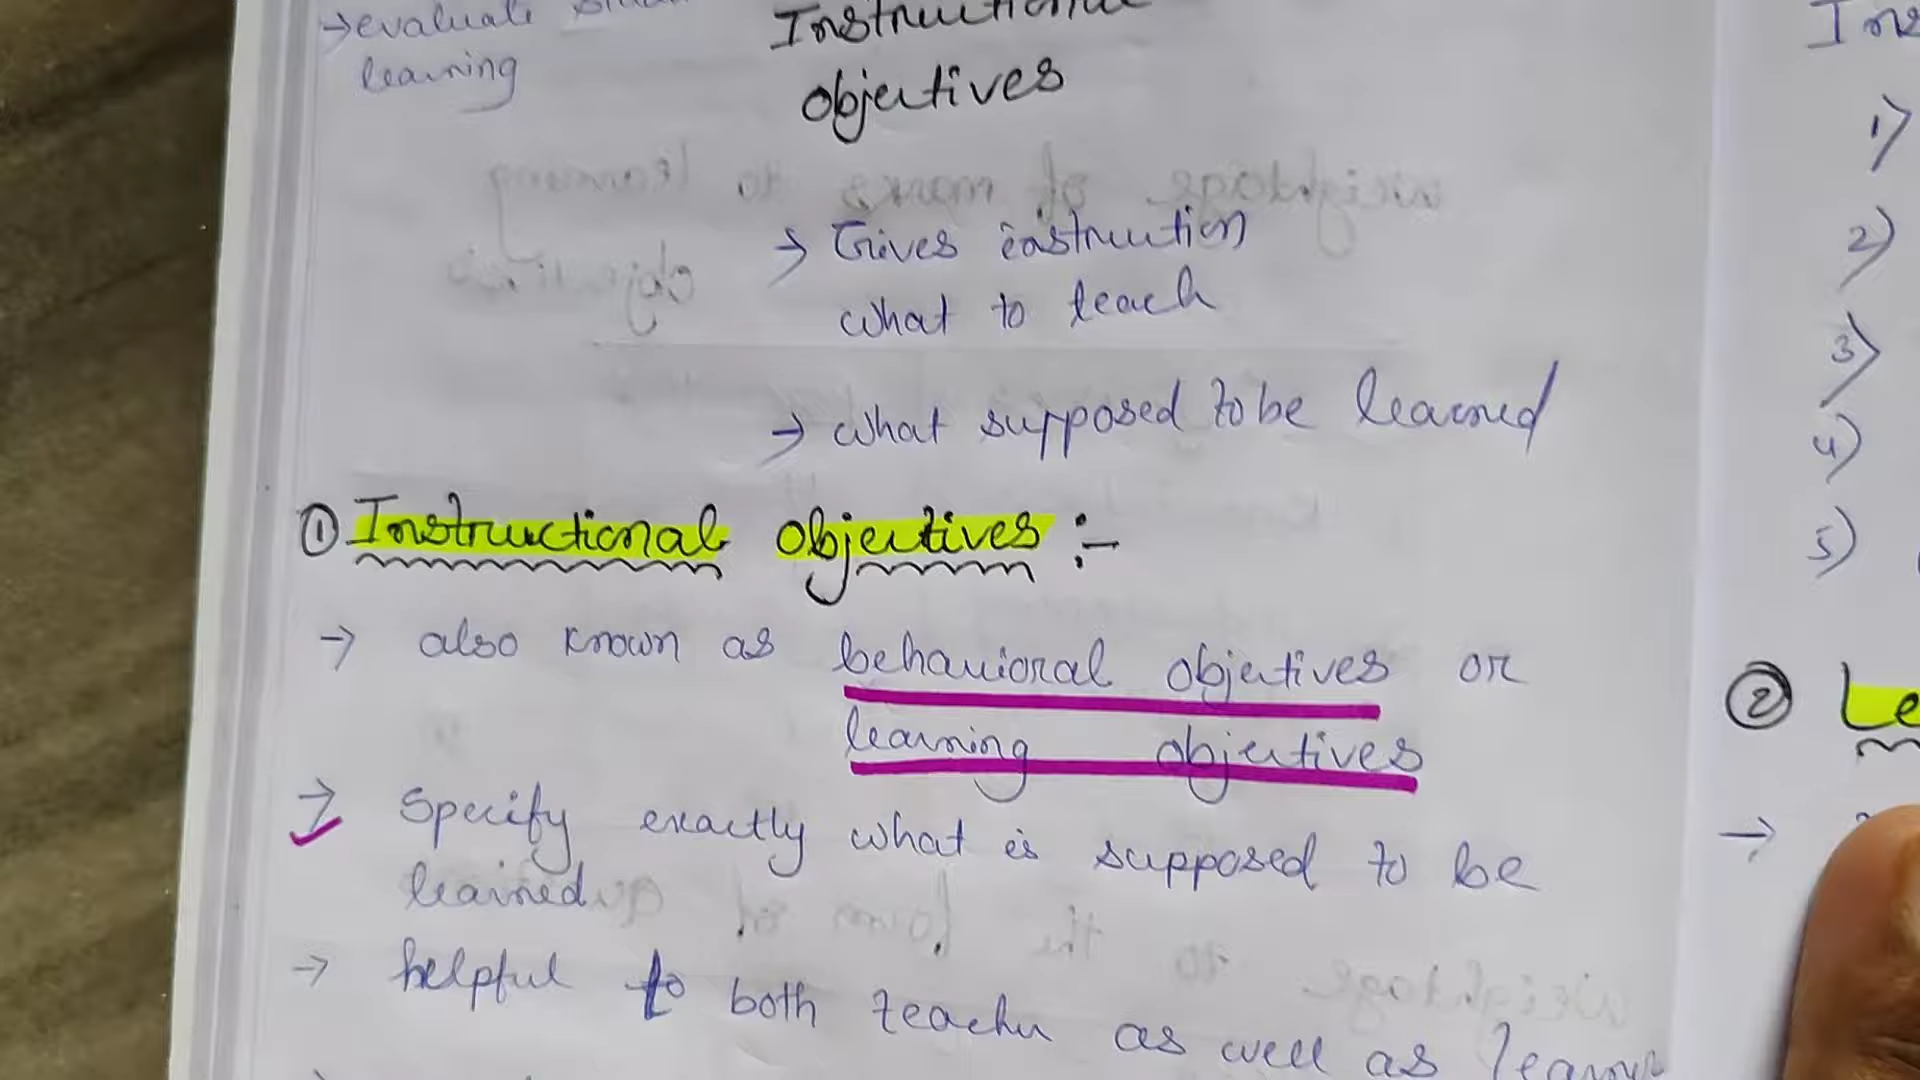 →evaluate
learning
Instructional
objectives
→ Gives instruction
what to teach
→ what supposed to be learned
① Instructional objectives :-
→ also known as behavioral objectives or
learning objectives
→ Specify exactly what is supposed to be
learned
→ helpful to both teacher as well as
1)
2)
3)
4)
5)
②
→